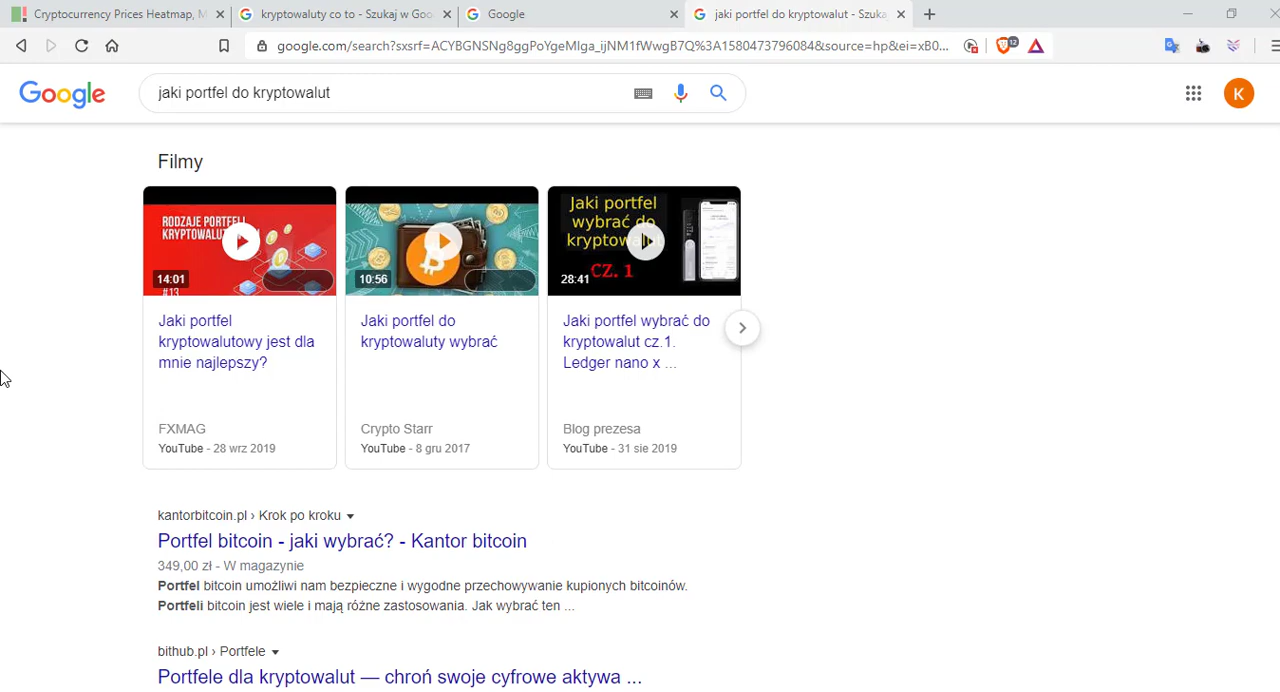 Cryptocurrency Prices Heatmap, M
kryptowaluty co to - Szukaj w Goo
Google
jaki portfel do kryptowalut - Szuka
google.com/search?sxsrf=ACYBGNSNg8ggPoYgeMIga_ijNM1fWwgB7Q%3A1580473796084&source=hp&ei=xB0...
12
Google
jaki portfel do kryptowalut
K
Filmy
RODZAJE PORTFELI
KRYPTOWALUT
14:01
#13
10:56
Jaki portfel
wybrać do
kryptowalut
CZ. 1
28:41
Jaki portfel
kryptowalutowy jest dla
mnie najlepszy?
FXMAG
YouTube - 28 wrz 2019
Jaki portfel do
kryptowaluty wybrać
Crypto Starr
YouTube - 8 gru 2017
Jaki portfel wybrać do
kryptowalut cz.1.
Ledger nano x ...
Blog prezesa
YouTube - 31 sie 2019
kantorbitcoin.pl › Krok po kroku
Portfel bitcoin - jaki wybrać? - Kantor bitcoin
349,00 zł - W magazynie
Portfel bitcoin umożliwi nam bezpieczne i wygodne przechowywanie kupionych bitcoinów.
Portfeli bitcoin jest wiele i mają różne zastosowania. Jak wybrać ten ...
bithub.pl › Portfele
Portfele dla kryptowalut — chroń swoje cyfrowe aktywa ...